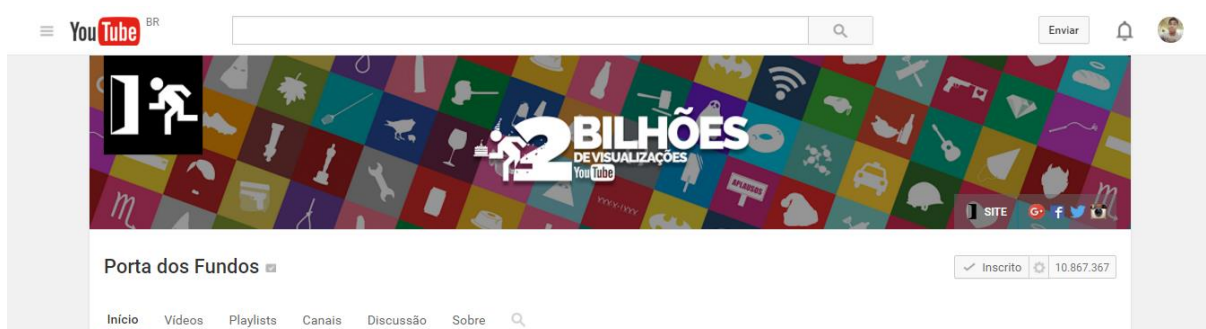 YouTube BR
Enviar
2 BILHÕES
DE VISUALIZAÇÕES
YouTube
APLAUSOS
SITE
Porta dos Fundos
Inscrito 10.867.367
Início Vídeos Playlists Canais Discussão Sobre